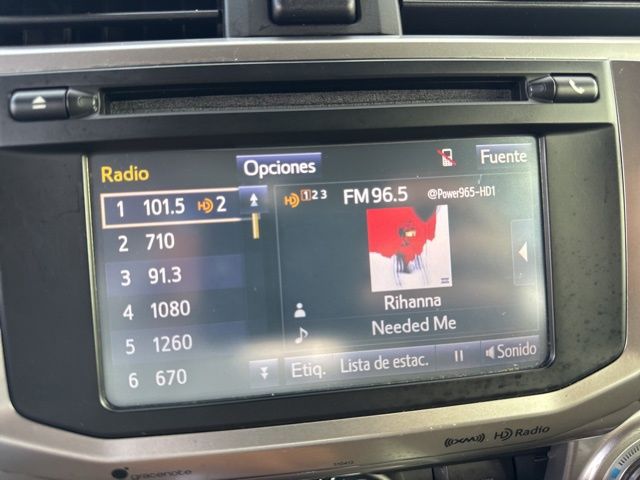 Radio
Opciones
Fuente
1 101.5 HD 2
2 710
3 91.3
4 1080
5 1260
6 670
HD 1 2 3 FM 96.5 @Power965-HD1
Rihanna
Needed Me
Etiq. Lista de estac. Sonido
((XM)) HD Radio
gracenote